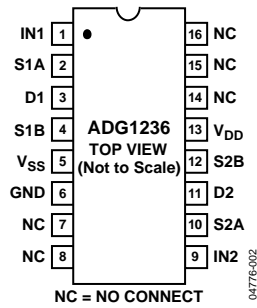 IN1 1 16 NC
S1A 2 15 NC
D1 3 14 NC
S1B 4 ADG1236 13 VDD
TOP VIEW
VSS 5 (Not to Scale) 12 S2B
GND 6 11 D2
NC 7 10 S2A
NC 8 9 IN2
NC = NO CONNECT
04776-002